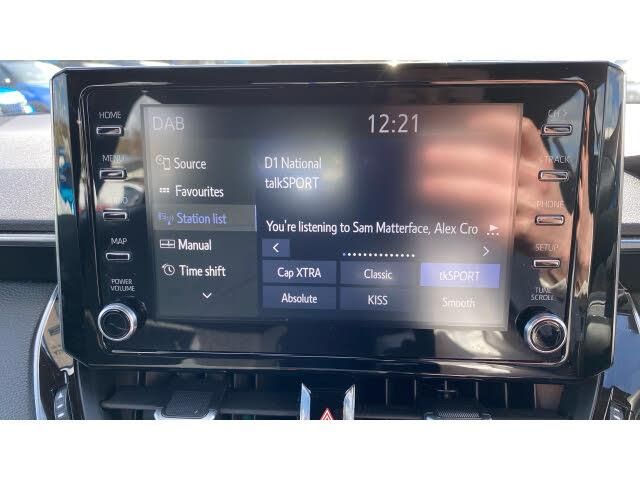 HOME
MENU
AUDIO
MAP
POWER
VOLUME
DAB
12:21
Source
Favourites
Station list
Manual
Time shift
D1 National
talkSPORT
You're listening to Sam Matterface, Alex Cro
Cap XTRA
Classic
tkSPORT
Absolute
KISS
Smooth
CH >
TRACK
PHONE
SETUP
TUNE
SCROLL